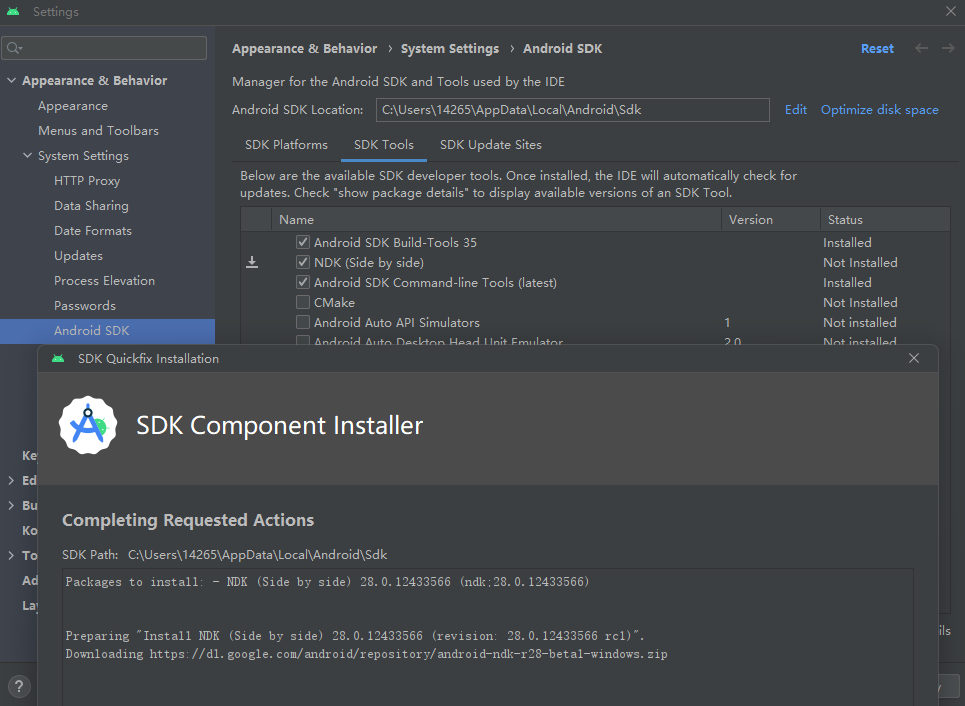 Settings
Appearance & Behavior › System Settings › Android SDK
Reset
Manager for the Android SDK and Tools used by the IDE
Android SDK Location: C:\Users\14265\AppData\Local\Android\Sdk Edit Optimize disk space
SDK Platforms SDK Tools SDK Update Sites
Below are the available SDK developer tools. Once installed, the IDE will automatically check for
updates. Check "show package details" to display available versions of an SDK Tool.
Name Version Status
Android SDK Build-Tools 35 Installed
NDK (Side by side) Not Installed
Android SDK Command-line Tools (latest) Installed
CMake Not Installed
Android Auto API Simulators 1 Not installed
Android Auto Desktop Head Unit Emulator 2.0 Not installed
Appearance & Behavior
Appearance
Menus and Toolbars
System Settings
HTTP Proxy
Data Sharing
Date Formats
Updates
Process Elevation
Passwords
Android SDK
Ke
Ed
Bu
Ko
To
Ad
La
ils
?
SDK Quickfix Installation
SDK Component Installer
Completing Requested Actions
SDK Path: C:\Users\14265\AppData\Local\Android\Sdk
Packages to install: - NDK (Side by side) 28.0.12433566 (ndk;28.0.12433566)
Preparing "Install NDK (Side by side) 28.0.12433566 (revision: 28.0.12433566 rc1)".
Downloading https://dl.google.com/android/repository/android-ndk-r28-beta1-windows.zip